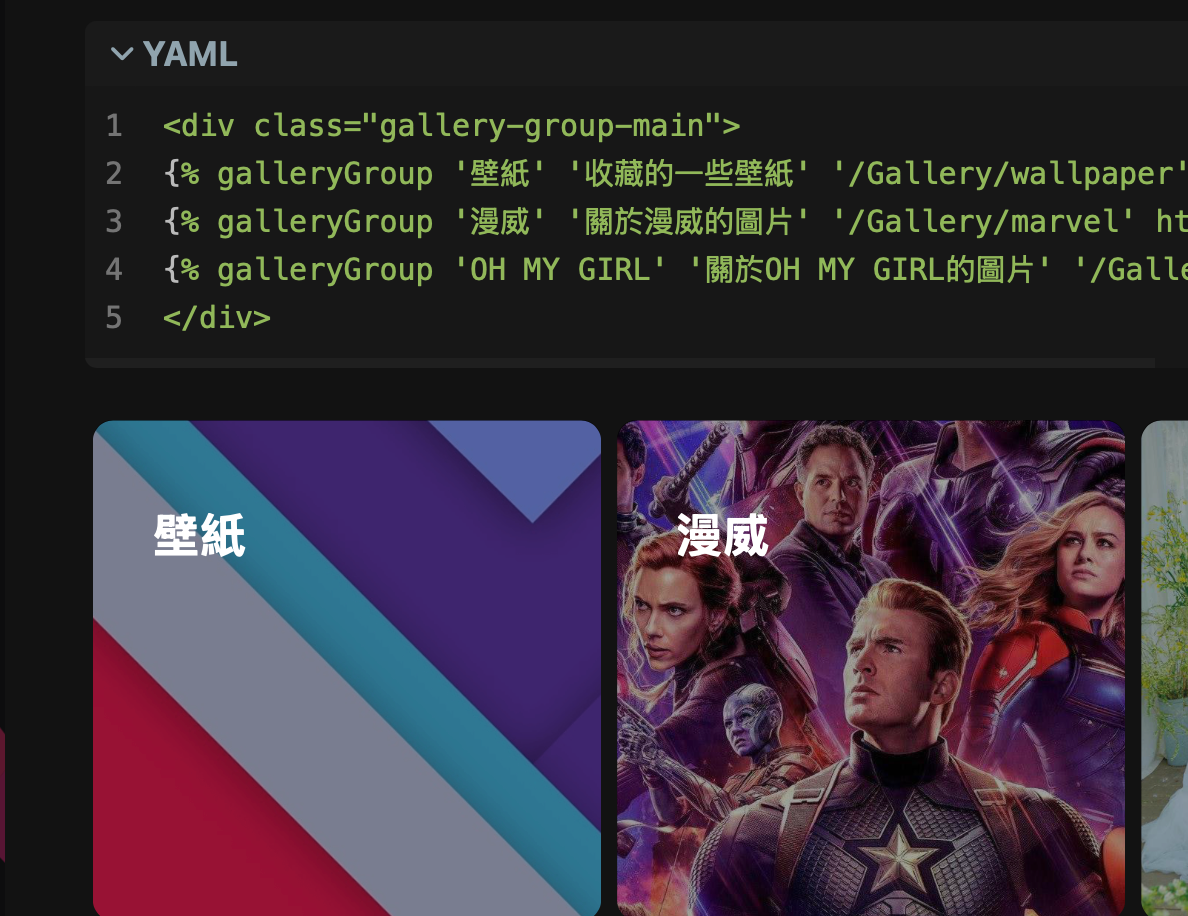 YAML
1 <div class="gallery-group-main">
2 {% galleryGroup '壁紙' '收藏的一些壁紙' '/Gallery/wallpaper'
3 {% galleryGroup '漫威' '關於漫威的圖片' '/Gallery/marvel' ht
4 {% galleryGroup 'OH MY GIRL' '關於OH MY GIRL的圖片' '/Galle
5 </div>
壁紙
漫威